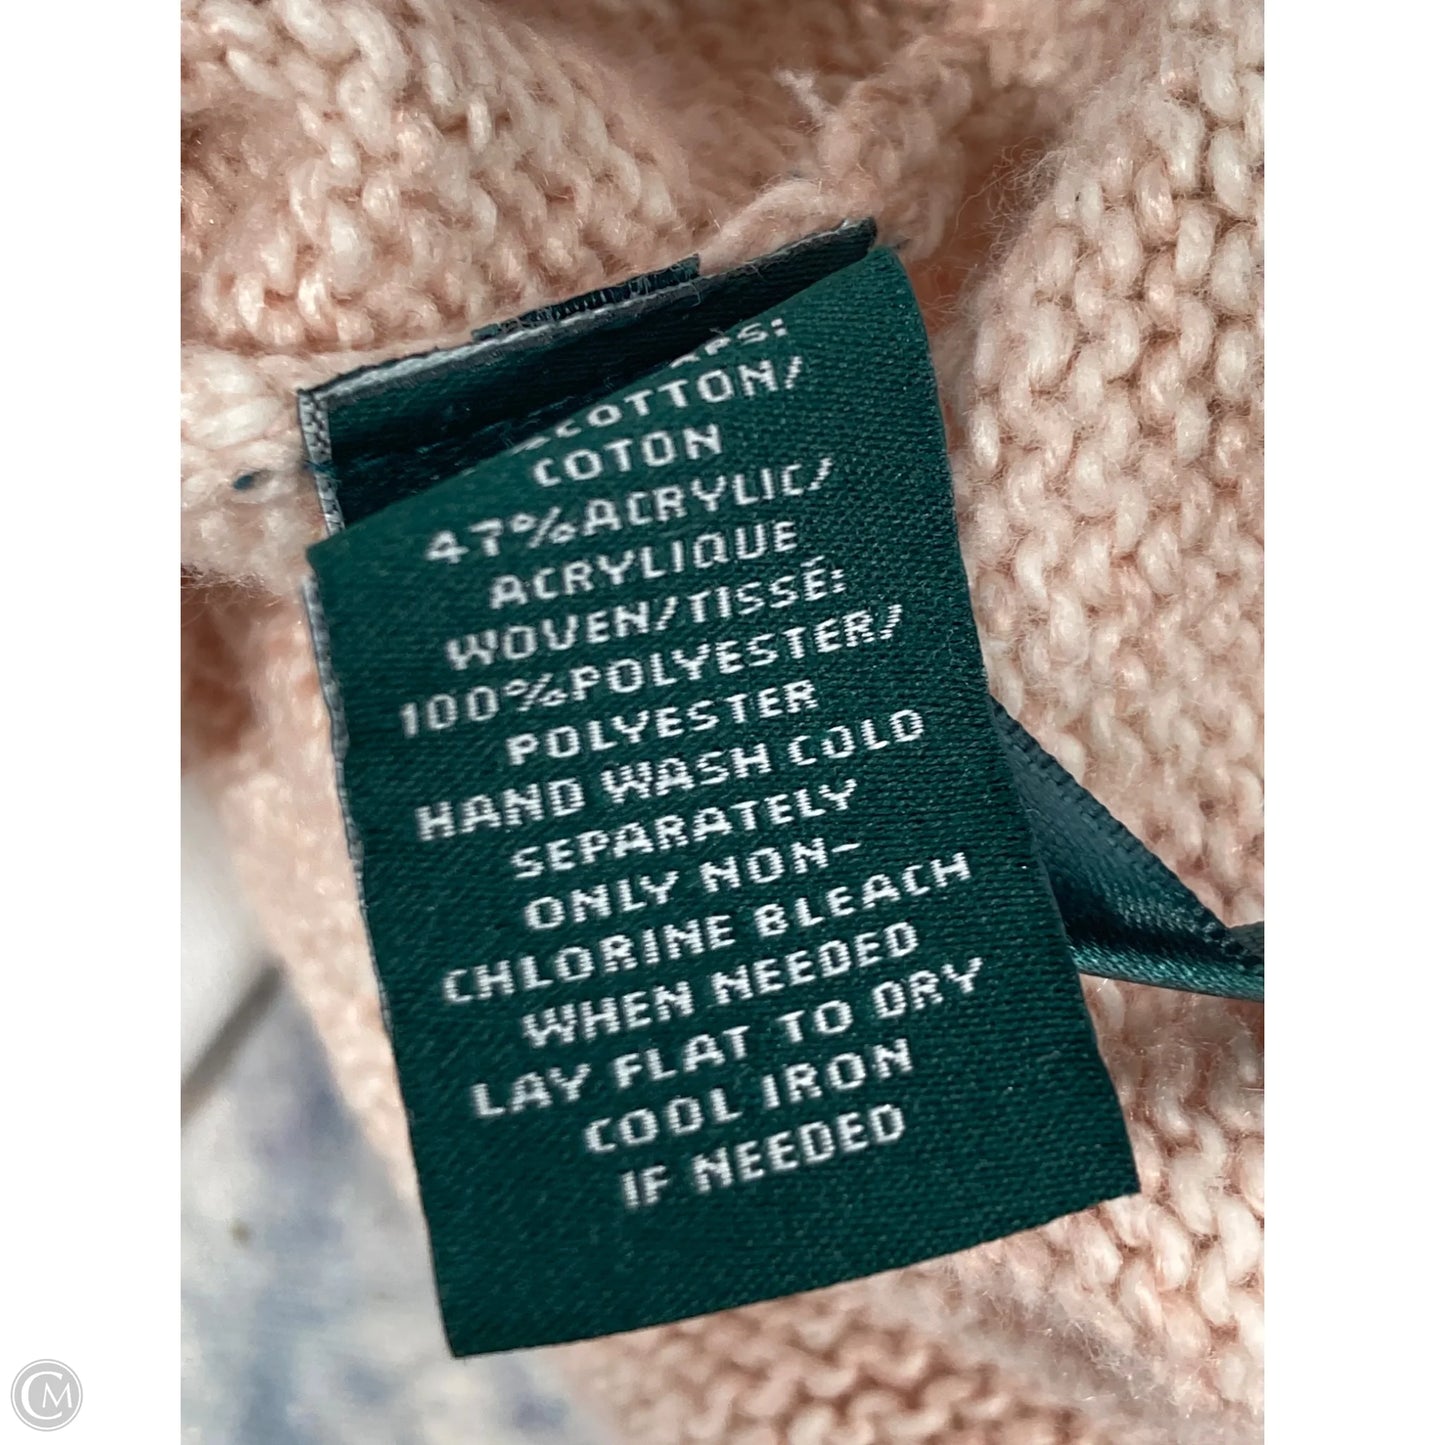 COTTON/
COTON
47%ACRYLIC/
ACRYLIQUE
WOVEN/TISSÉ:
100%POLYESTER/
POLYESTER
HAND WASH COLD
SEPARATELY
ONLY NON-
CHLORINE BLEACH
WHEN NEEDED
LAY FLAT TO DRY
COOL IRON
IF NEEDED
CM